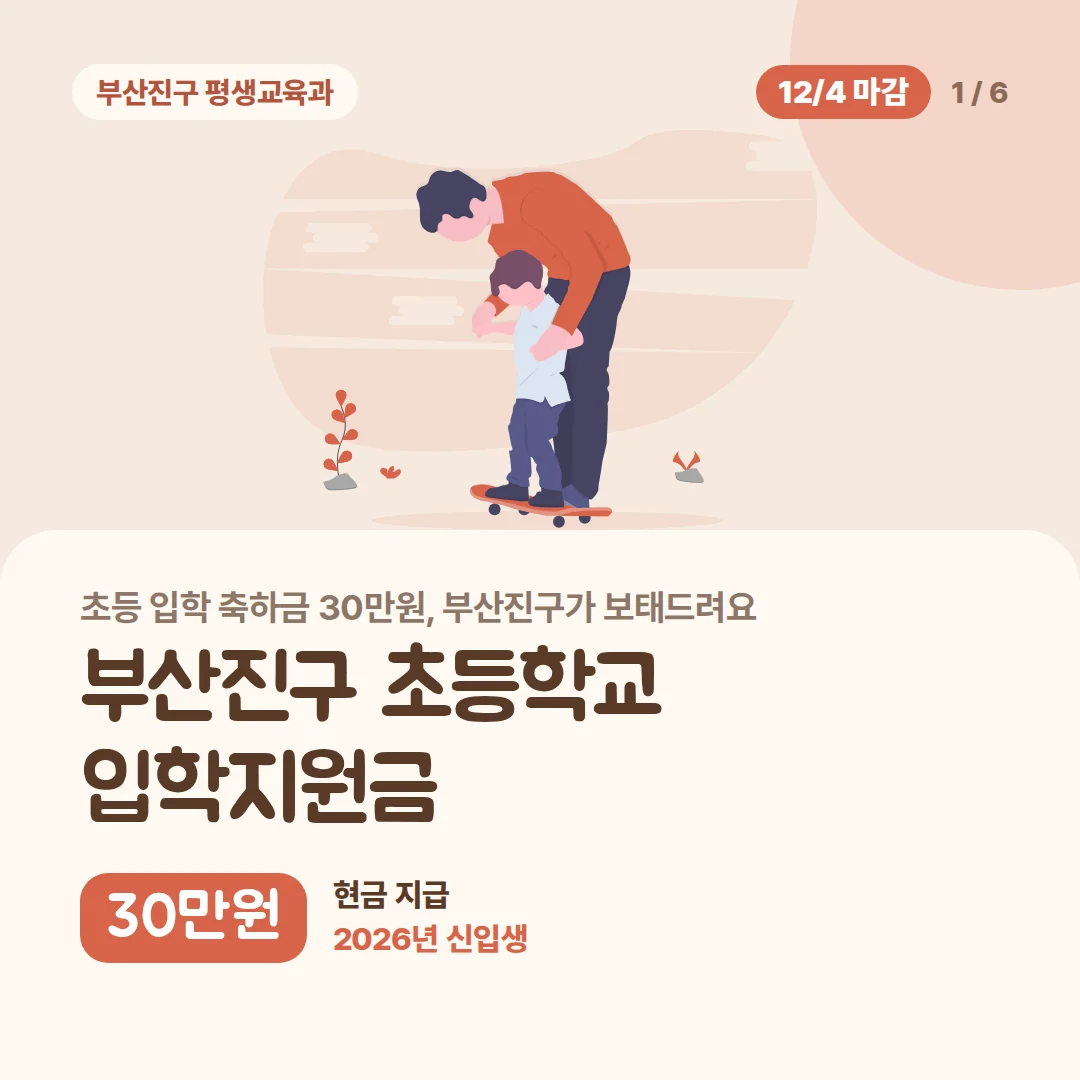 부산진구 평생교육과
12/4 마감
1 / 6
초등 입학 축하금 30만원, 부산진구가 보태드려요
부산진구 초등학교
입학지원금
30만원
현금 지급
2026년 신입생